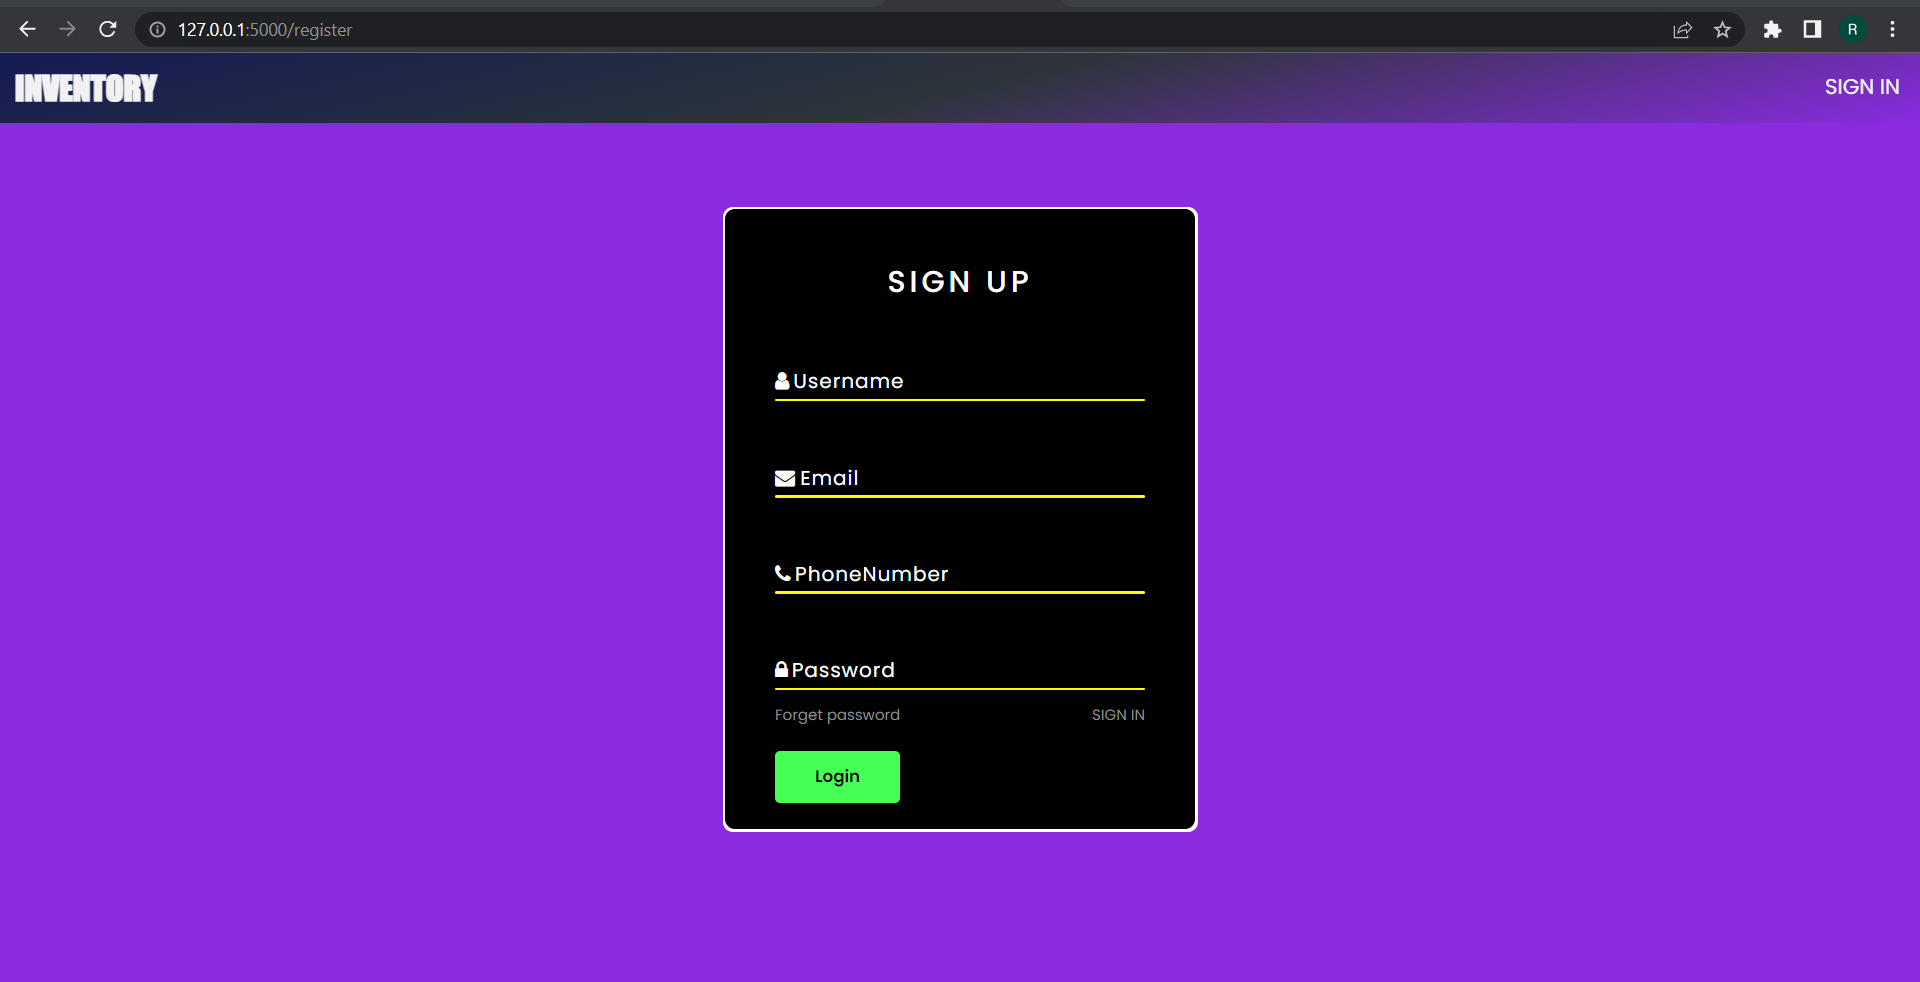 127.0.0.1:5000/register
R
INVENTORY
SIGN IN
SIGN UP
Username
Email
PhoneNumber
Password
Forget password SIGN IN
Login